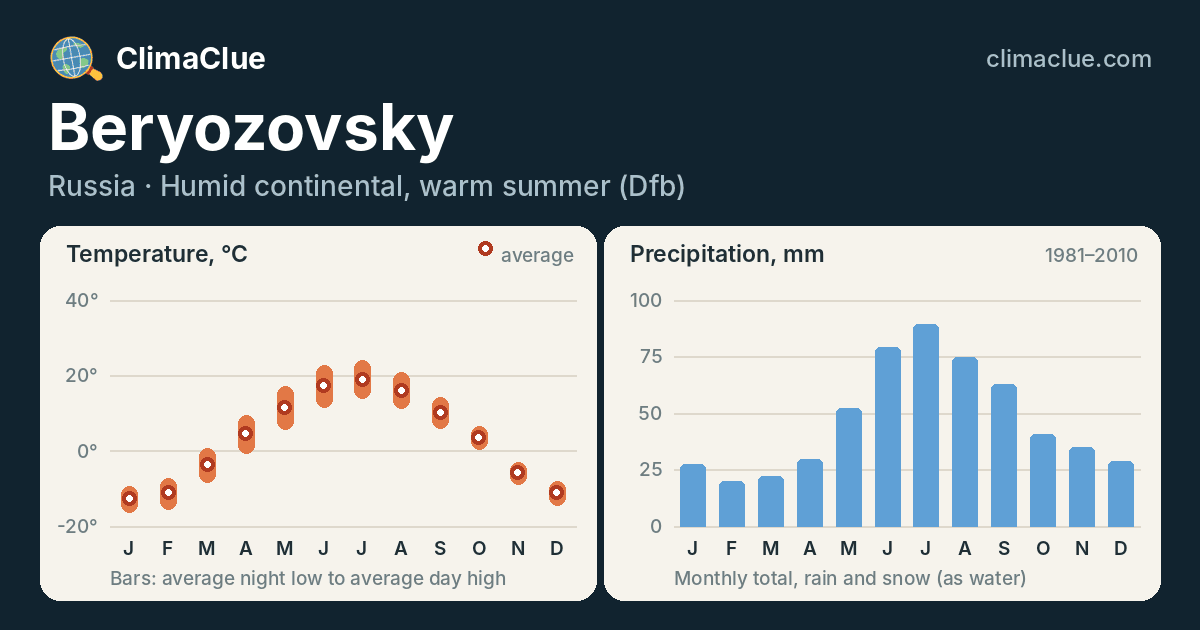 ClimaClue
climaclue.com
Beryozovsky
Russia · Humid continental, warm summer (Dfb)
Temperature, °C
average
40°
20°
0°
-20°
J F M A M J J A S O N D
Bars: average night low to average day high
Precipitation, mm
1981–2010
100
75
50
25
0
J F M A M J J A S O N D
Monthly total, rain and snow (as water)